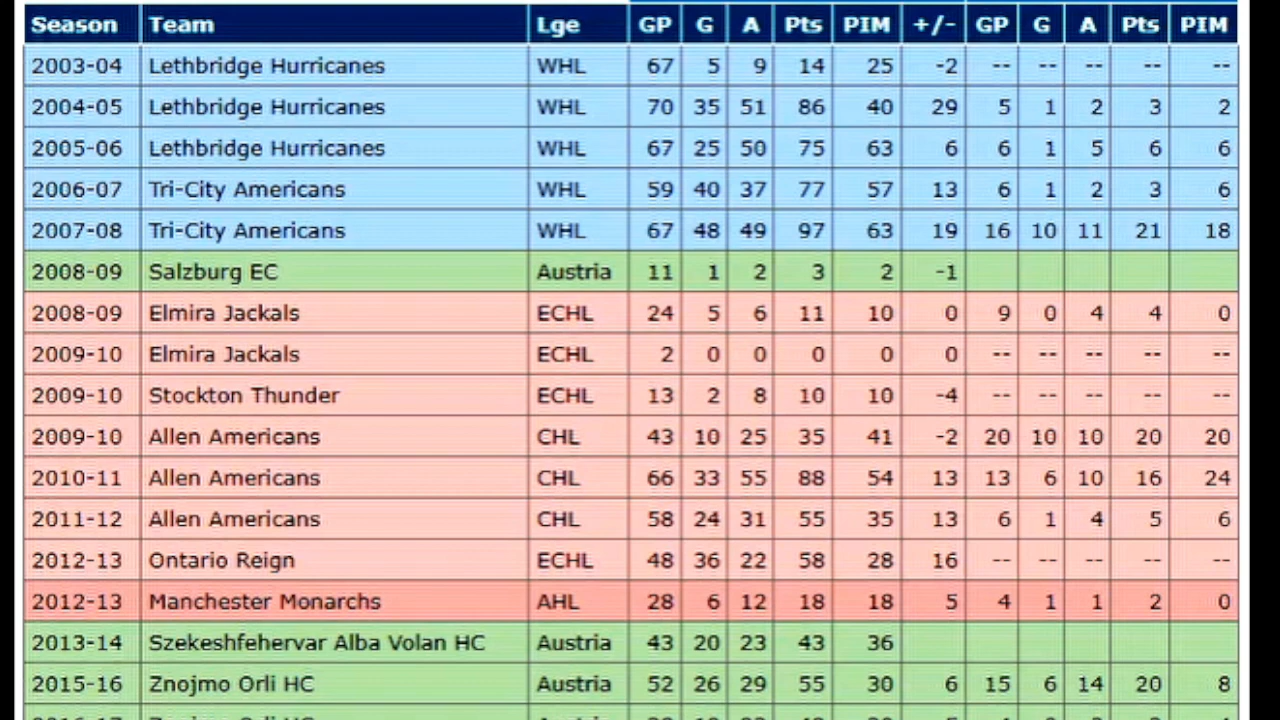 Season Team Lge GP G A Pts PIM +/- GP G A Pts PIM
2003-04 Lethbridge Hurricanes WHL 67 5 9 14 25 -2 -- -- -- -- --
2004-05 Lethbridge Hurricanes WHL 70 35 51 86 40 29 5 1 2 3 2
2005-06 Lethbridge Hurricanes WHL 67 25 50 75 63 6 6 1 5 6 6
2006-07 Tri-City Americans WHL 59 40 37 77 57 13 6 1 2 3 6
2007-08 Tri-City Americans WHL 67 48 49 97 63 19 16 10 11 21 18
2008-09 Salzburg EC Austria 11 1 2 3 2 -1
2008-09 Elmira Jackals ECHL 24 5 6 11 10 0 9 0 4 4 0
2009-10 Elmira Jackals ECHL 2 0 0 0 0 0 -- -- -- -- --
2009-10 Stockton Thunder ECHL 13 2 8 10 10 -4 -- -- -- -- --
2009-10 Allen Americans CHL 43 10 25 35 41 -2 20 10 10 20 20
2010-11 Allen Americans CHL 66 33 55 88 54 13 13 6 10 16 24
2011-12 Allen Americans CHL 58 24 31 55 35 13 6 1 4 5 6
2012-13 Ontario Reign ECHL 48 36 22 58 28 16 -- -- -- -- --
2012-13 Manchester Monarchs AHL 28 6 12 18 18 5 4 1 1 2 0
2013-14 Szekeshfehervar Alba Volan HC Austria 43 20 23 43 36
2015-16 Znojmo Orli HC Austria 52 26 29 55 30 6 15 6 14 20 8